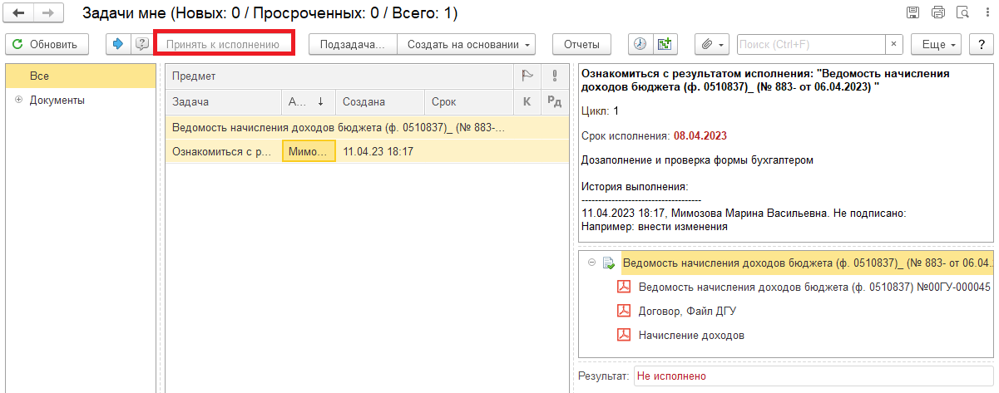 Задачи мне (Новых: 0 / Просроченных: 0 / Всего: 1)
Обновить
Принять к исполнению
Подзадача...
Создать на основании
Отчеты
Поиск (Ctrl+F)
×
Еще
?
Все
Документы
Предмет
Задача
А...
Создана
Срок
К
Рд
Ведомость начисления доходов бюджета (ф. 0510837)_ (№ 883-...
Ознакомиться с р...
Мимо...
11.04.23 18:17
Ознакомиться с результатом исполнения: "Ведомость начисления
доходов бюджета (ф. 0510837)_ (№ 883- от 06.04.2023) "
Цикл: 1
Срок исполнения: 08.04.2023
Дозаполнение и проверка формы бухгалтером
История выполнения:
------------------------------------
11.04.2023 18:17, Мимозова Марина Васильевна. Не подписано:
Например: внести изменения
Ведомость начисления доходов бюджета (ф. 0510837)_ (№ 883- от 06.04.
Ведомость начисления доходов бюджета (ф. 0510837) №00ГУ-000045
Договор, Файл ДГУ
Начисление доходов
Результат:
Не исполнено